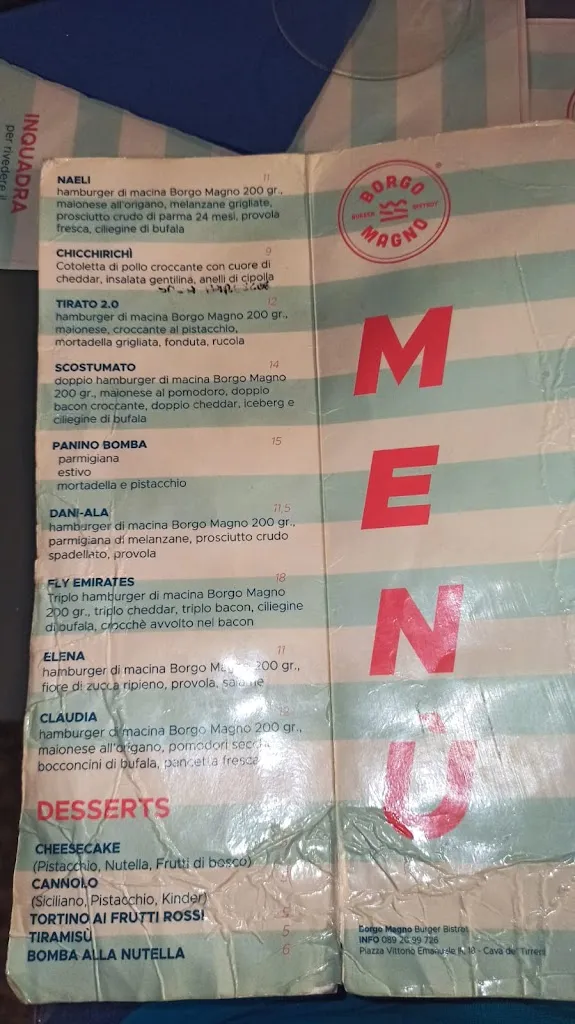 INQUADRA
per rivedere il
NAELI 11
hamburger di macina Borgo Magno 200 gr.,
maionese all'origano, melanzane grigliate,
prosciutto crudo di parma 24 mesi, provola
fresca, ciliegine di bufala
CHICCHIRICHÌ 9
Cotoletta di pollo croccante con cuore di
cheddar, insalata gentilina, anelli di cipolla
TIRATO 2.0 12
hamburger di macina Borgo Magno 200 gr.,
maionese, croccante al pistacchio,
mortadella grigliata, fonduta, rucola
SCOSTUMATO 14
doppio hamburger di macina Borgo Magno
200 gr., maionese al pomodoro, doppio
bacon croccante, doppio cheddar, iceberg e
ciliegine di bufala
PANINO BOMBA 15
parmigiana
estivo
mortadella e pistacchio
DANI-ALA 11,5
hamburger di macina Borgo Magno 200 gr.,
parmigiana di melanzane, prosciutto crudo
spadellato, provola
FLY EMIRATES 18
Triplo hamburger di macina Borgo Magno
200 gr., triplo cheddar, triplo bacon, ciliegine
di bufala, crocchè avvolto nel bacon
ELENA 11
hamburger di macina Borgo Magno 200 gr.,
fiore di zucca ripieno, provola, salame
CLAUDIA
hamburger di macina Borgo Magno 200 gr.,
maionese all'origano, pomodori secchi,
bocconcini di bufala, pancetta fresca
DESSERTS
CHEESECAKE
(Pistacchio, Nutella, Frutti di bosco)
CANNOLO
(Siciliano, Pistacchio, Kinder)
TORTINO AI FRUTTI ROSSI 5
TIRAMISÙ 5
BOMBA ALLA NUTELLA 6
BORGO
BURGER BISTROT
MAGNO
®
MENÙ
Borgo Magno Burger Bistrot
INFO 089 26 99 726
Piazza Vittorio Emanuele III, 18 - Cava de' Tirreni